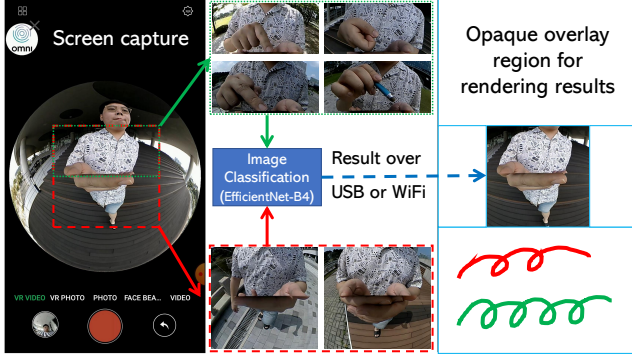 omni
Screen capture
VR VIDEO VR PHOTO PHOTO FACE BEA... VIDEO
Image
Classification
(EfficientNet-B4)
Result over
USB or WiFi
Opaque overlay
region for
rendering results